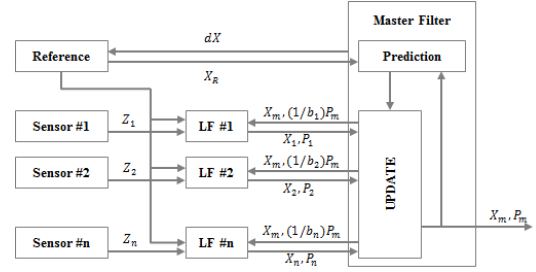 Master Filter
dX
Reference
Prediction
X_R
Sensor #1
Z_1
LF #1
X_m, (1/b_1)P_m
X_1, P_1
Sensor #2
Z_2
LF #2
X_m, (1/b_2)P_m
X_2, P_2
UPDATE
X_m, P_m
Sensor #n
Z_n
LF #n
X_m, (1/b_n)P_m
X_n, P_n